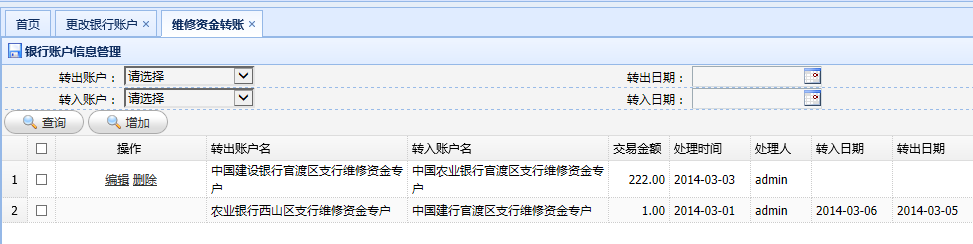 首页 更改银行账户 × 维修资金转账 ×
银行账户信息管理
转出账户： 请选择 转出日期：
转入账户： 请选择 转入日期：
查询 增加
操作 转出账户名 转入账户名 交易金额 处理时间 处理人 转入日期 转出日期
1 编辑 删除 中国建设银行官渡区支行维修资金专户 中国农业银行官渡区支行维修资金专户 222.00 2014-03-03 admin
2 农业银行西山区支行维修资金专户 中国建行官渡区支行维修资金专户 1.00 2014-03-01 admin 2014-03-06 2014-03-05